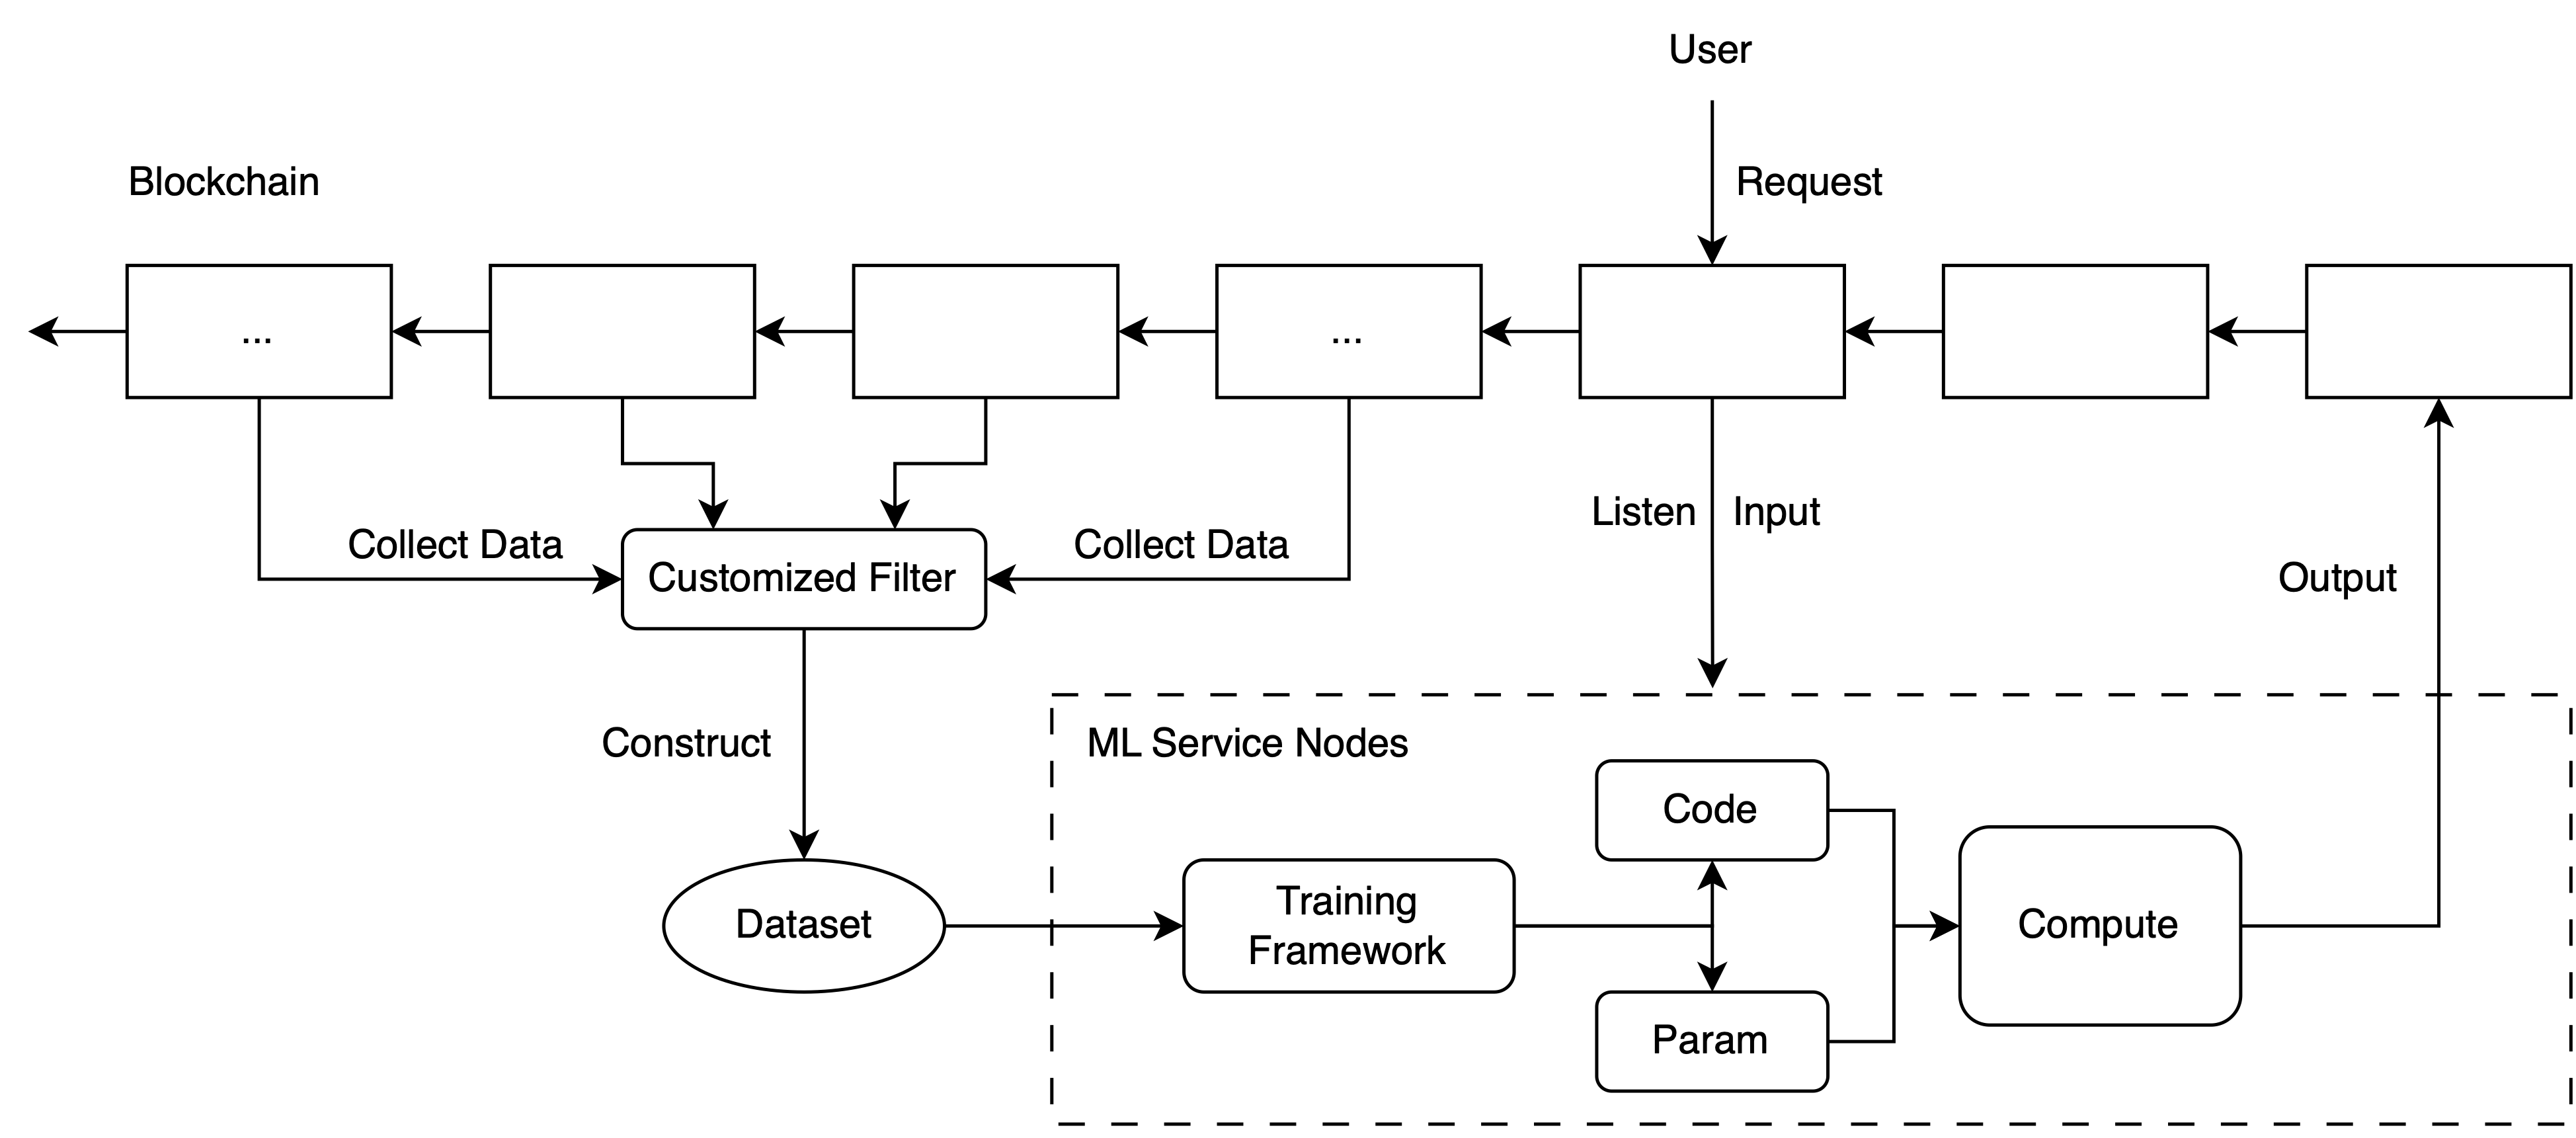 User
Blockchain
Request
...
...
Listen
Input
Collect Data
Collect Data
Customized Filter
Output
Construct
ML Service Nodes
Code
Training
Framework
Dataset
Compute
Param